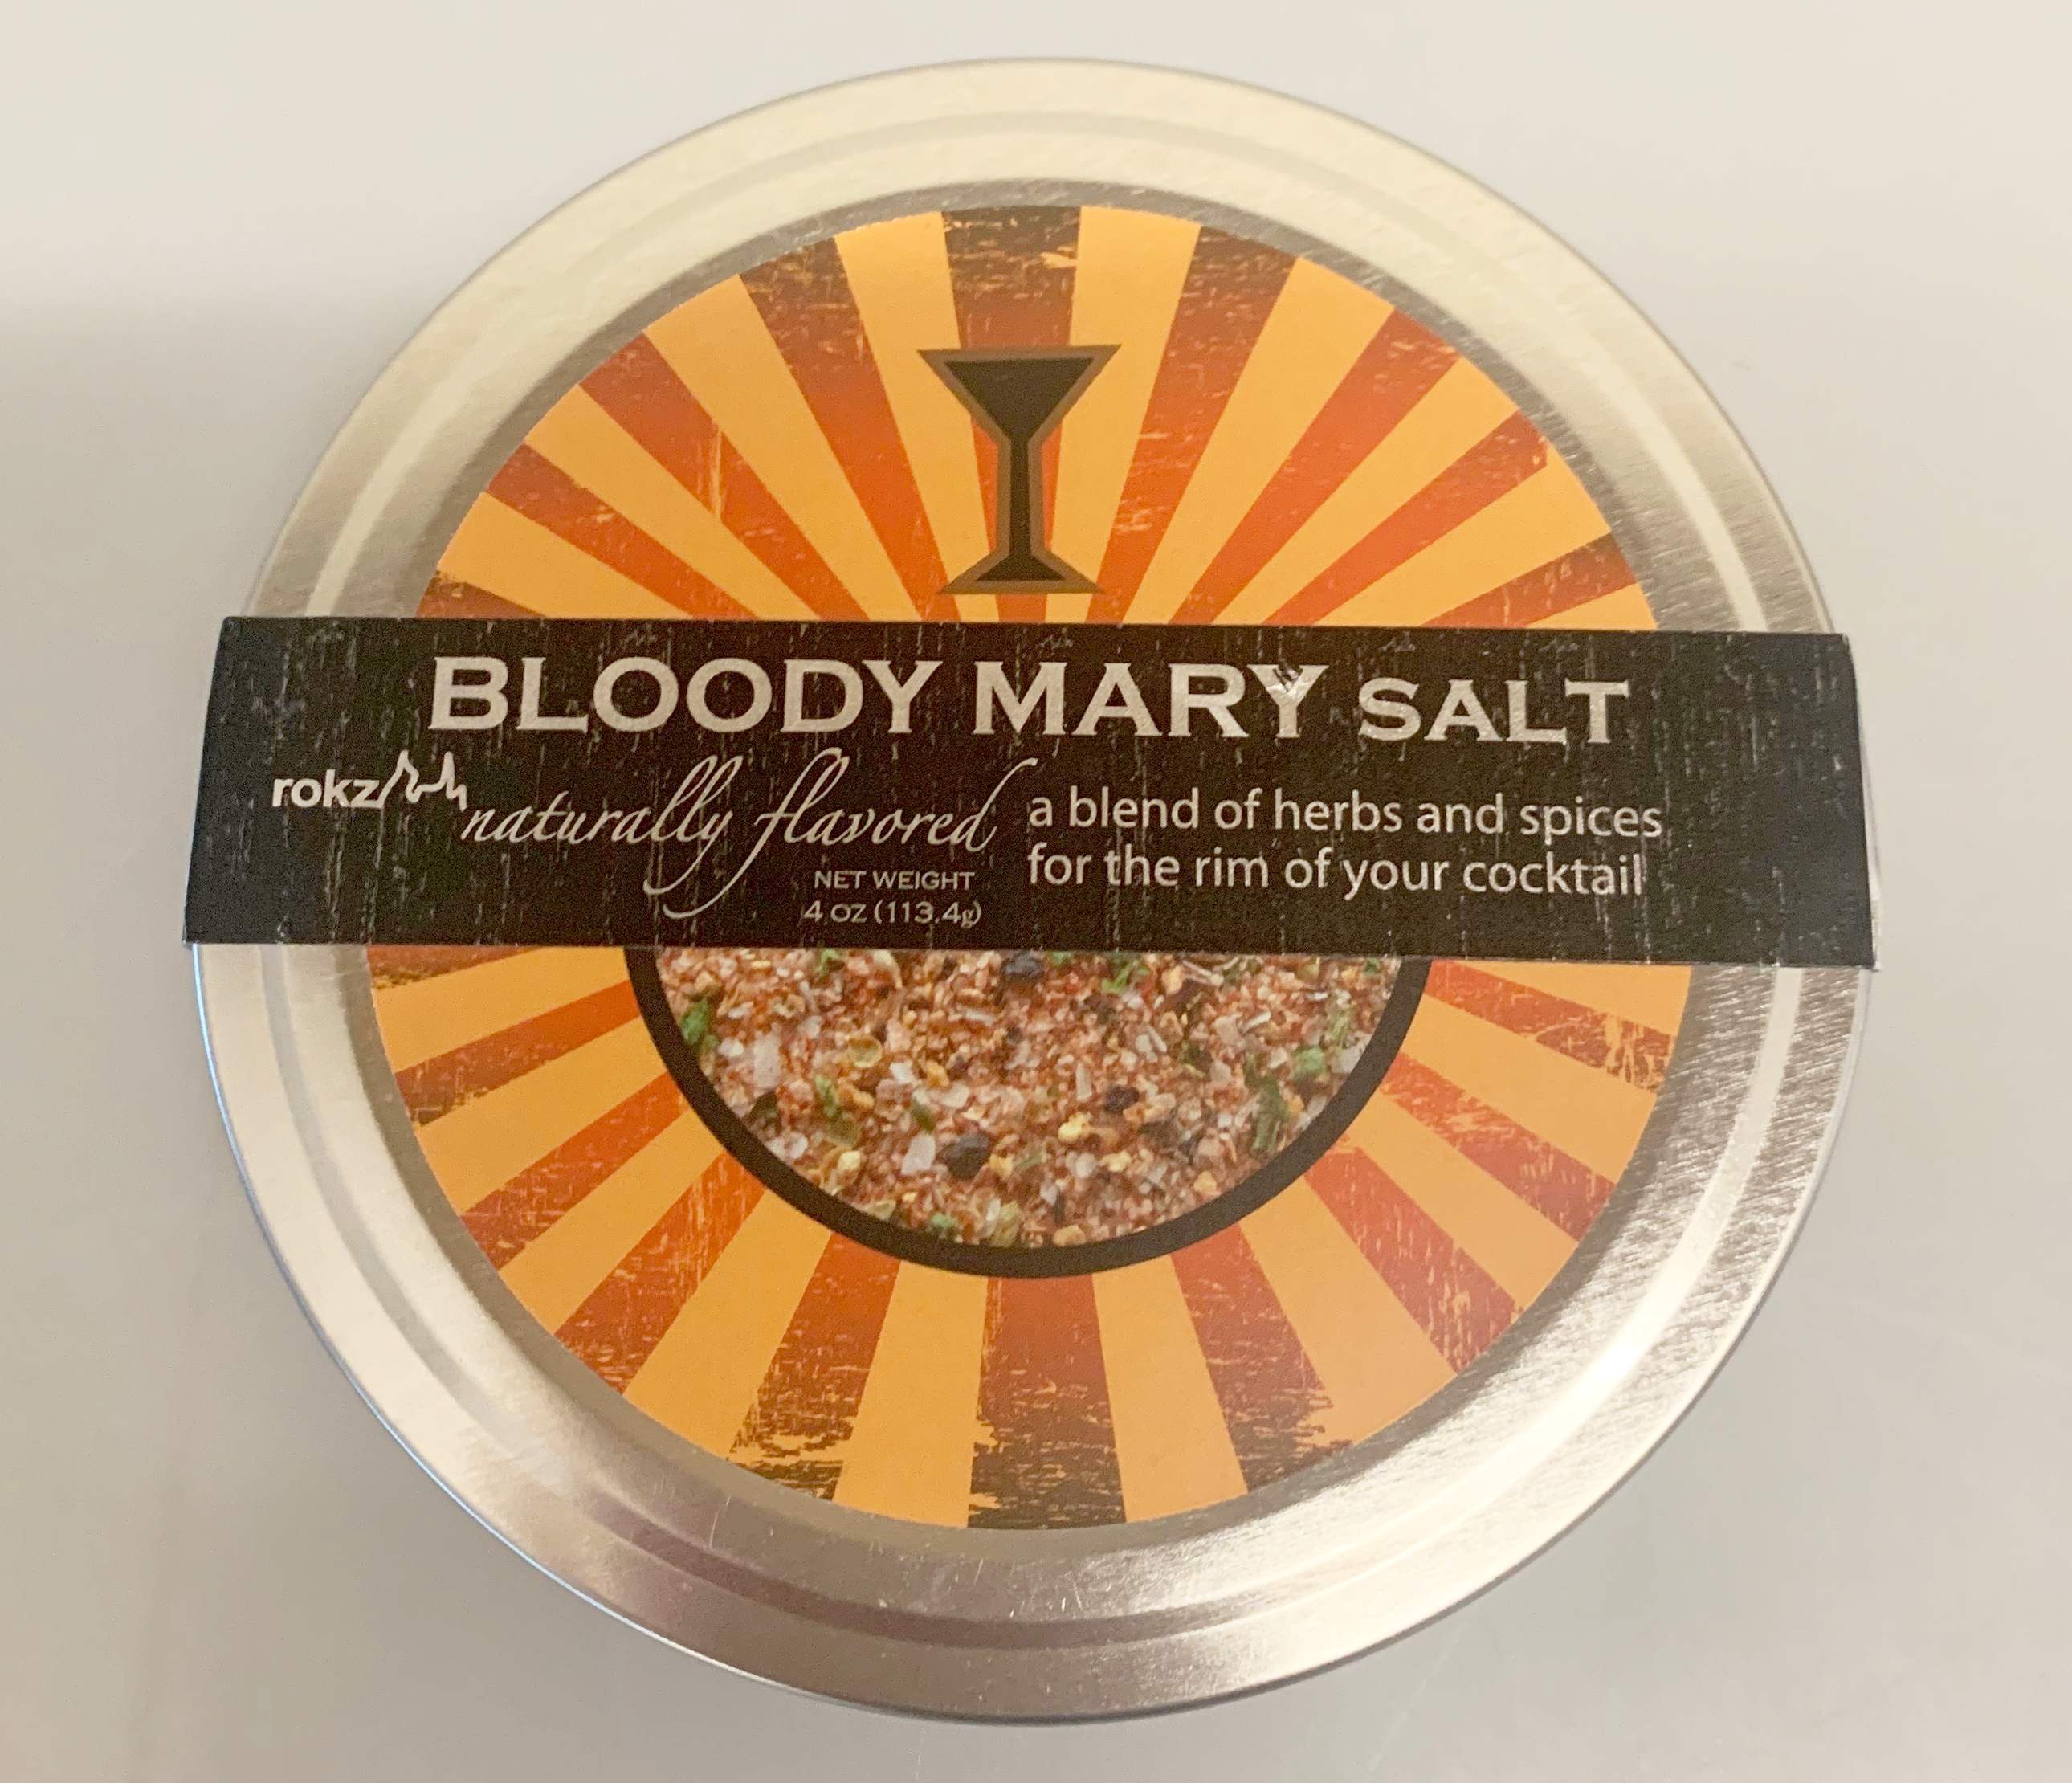 BLOODY MARY SALT
rokz
naturally flavored
NET WEIGHT
4 OZ (113.4g)
a blend of herbs and spices
for the rim of your cocktail